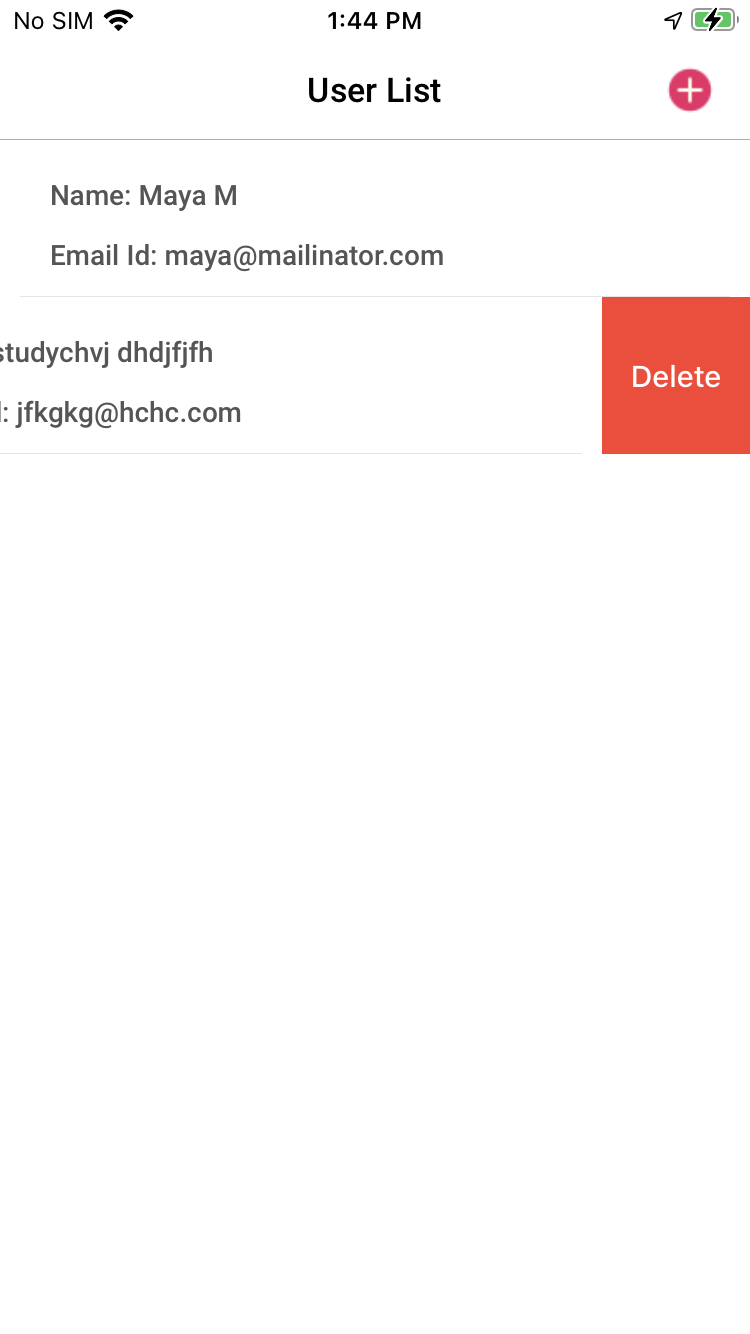 No SIM 1:44 PM
User List
Name: Maya M
Email Id: maya@mailinator.com
studychvj dhdjfjfh
: jfkgkg@hchc.com
Delete